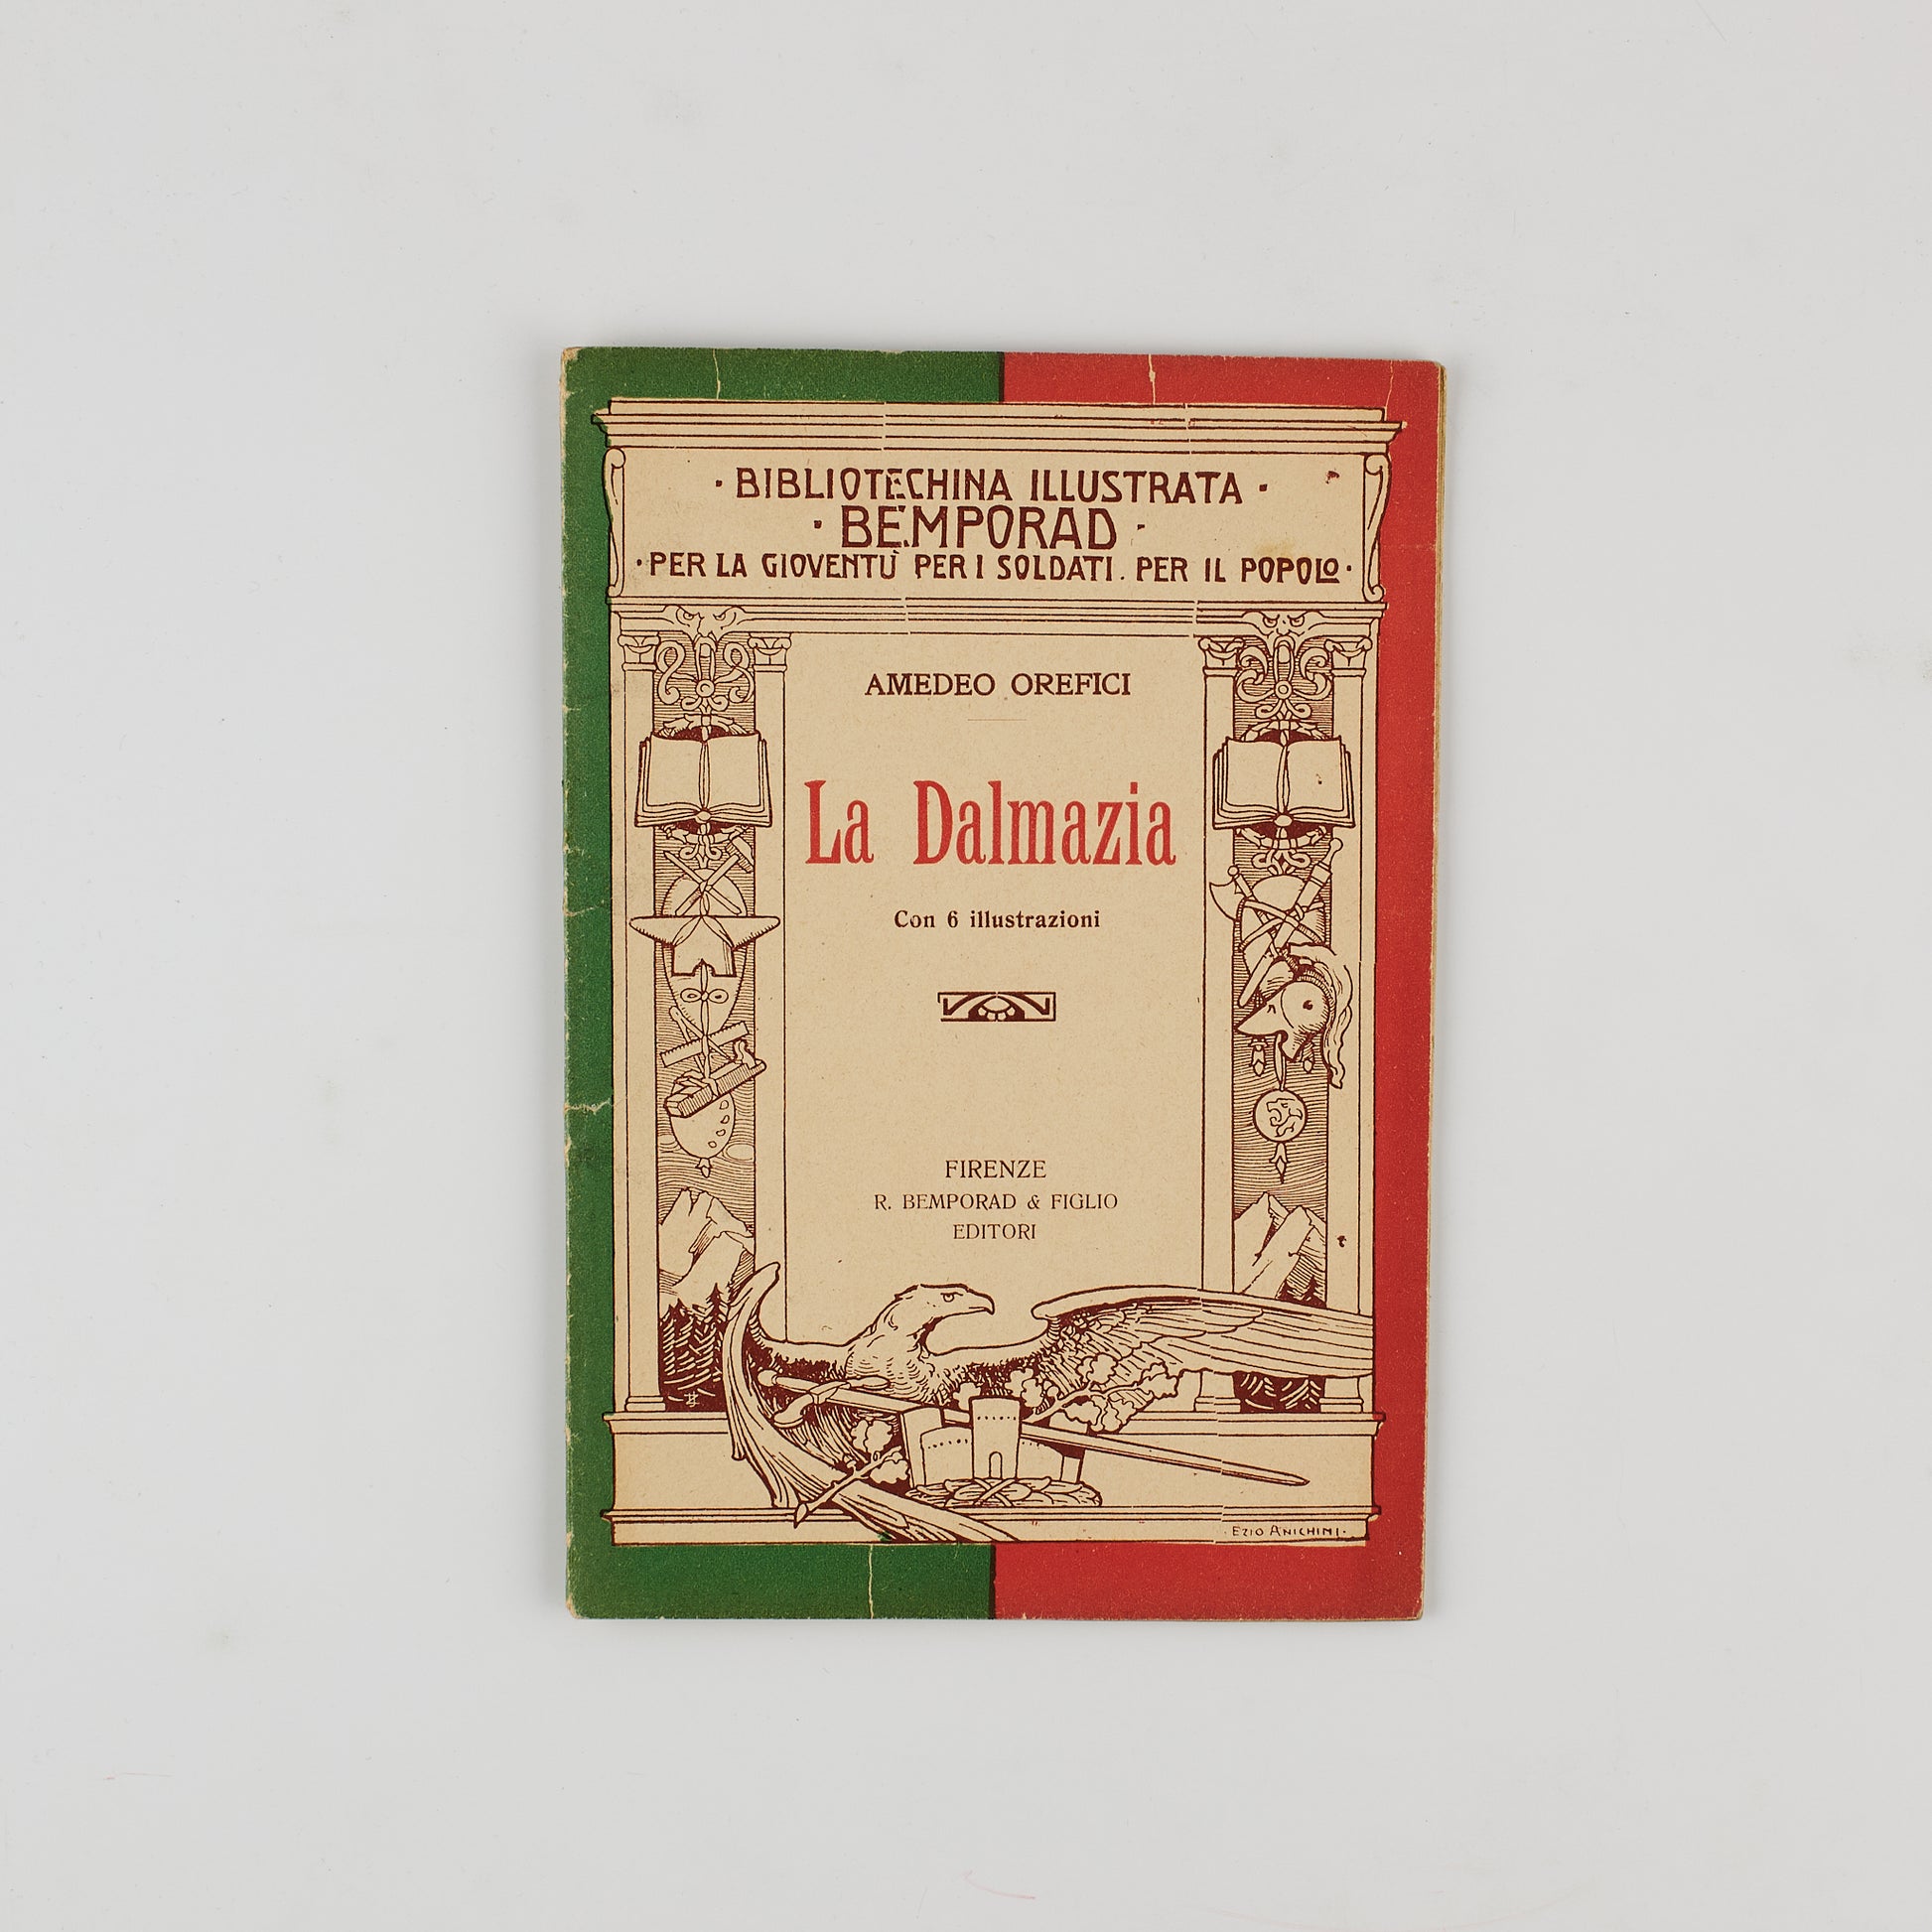 · BIBLIOTECHINA ILLUSTRATA ·
· BEMPORAD ·
· PER LA GIOVENTÙ PER I SOLDATI. PER IL POPOLO ·
AMEDEO OREFICI
La Dalmazia
Con 6 illustrazioni
FIRENZE
R. BEMPORAD & FIGLIO
EDITORI
· EZIO ANICHINI ·